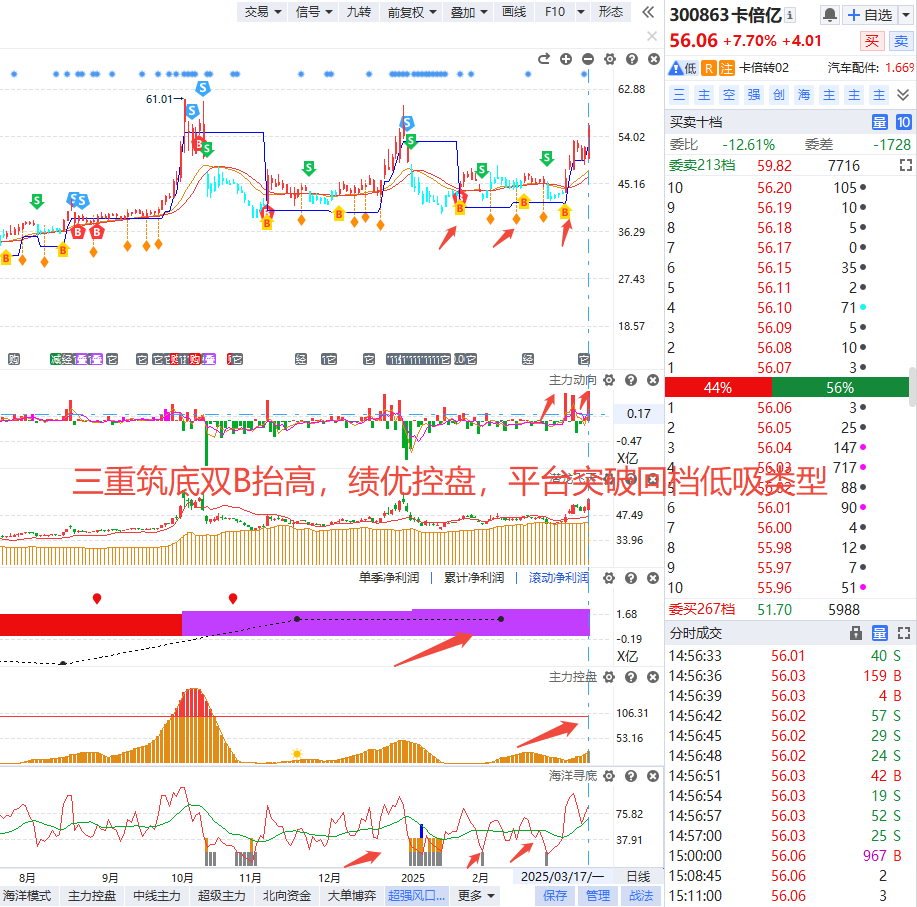 交易 信号 九转 前复权 叠加 画线 F10 形态
300863 卡倍亿
自选
56.06 +7.70% +4.01
买 卖
低 R 注 卡倍转02 汽车配件: 1.66%
三 主 空 强 创 海 主 主 主
买卖十档 量 10
委比 -12.61% 委差 -1728
委卖213档 59.82 7716
10 56.20 105
9 56.19 10
8 56.18 5
7 56.17 0
6 56.15 35
5 56.11 2
4 56.10 71
3 56.09 5
2 56.08 10
1 56.07 3
44% 56%
1 56.06 3
2 56.05 25
3 56.04 147
4 56.03 717
5 56.02 88
6 56.01 90
7 56.00 4
8 55.98 12
9 55.97 7
10 55.96 51
委买267档 51.70 5988
分时成交 量
14:56:33 56.01 40 S
14:56:36 56.03 159 B
14:56:39 56.03 4 B
14:56:42 56.02 57 S
14:56:45 56.02 29 S
14:56:48 56.02 24 S
14:56:51 56.03 42 B
14:56:54 56.03 19 S
14:56:57 56.03 52 S
14:57:00 56.03 25 S
15:00:00 56.06 967 B
15:08:45 56.06 2
15:11:00 56.06 3
61.01
62.88
54.02
45.16
36.29
27.43
18.57
主力动向
0.17
-0.47
X亿
三重筑底双B抬高，绩优控盘，平台突破回档低吸类型
47.49
33.96
单季净利润 | 累计净利润 | 滚动净利润
1.68
-0.19
X亿
主力控盘
106.31
53.16
海洋寻底
75.82
37.91
8月 9月 10月 11月 12月 2025 2月 2025/03/17/一 日线
海洋模式 主力控盘 中线主力 超级主力 北向资金 大单博弈 超强风口... 更多 保存 管理 战法